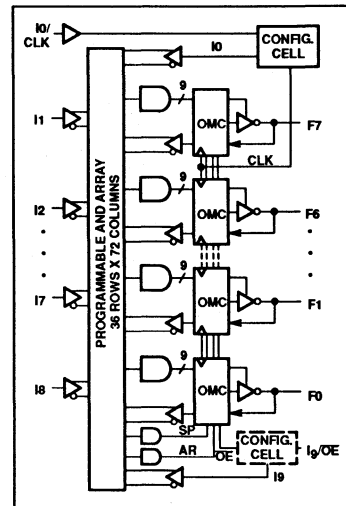 I0/
CLK
I0
CONFIG.
CELL
9
OMC
F7
I1
CLK
9
OMC
F6
I2
PROGRAMMABLE AND ARRAY
36 ROWS X 72 COLUMNS
9
OMC
F1
I7
9
OMC
F0
I8
SP
AR
OE
CONFIG.
CELL
I9/OE
I9